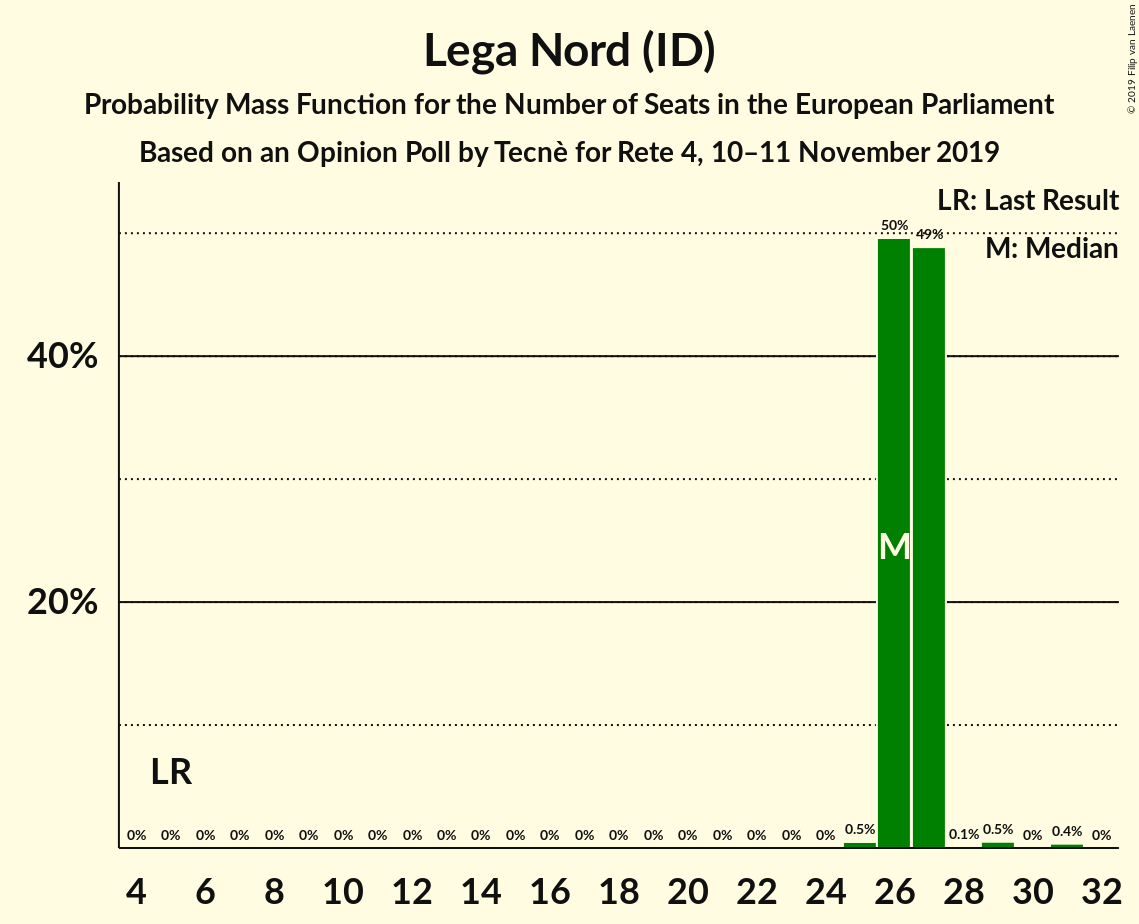 Lega Nord (ID)
Probability Mass Function for the Number of Seats in the European Parliament
Based on an Opinion Poll by Tecnè for Rete 4, 10–11 November 2019
© 2019 Filip van Laenen
LR: Last Result
M: Median
50% 49%
40%
20%
M
LR
0% 0% 0% 0% 0% 0% 0% 0% 0% 0% 0% 0% 0% 0% 0% 0% 0% 0% 0% 0% 0% 0.5% 0.1% 0.5% 0% 0.4% 0%
4 6 8 10 12 14 16 18 20 22 24 26 28 30 32